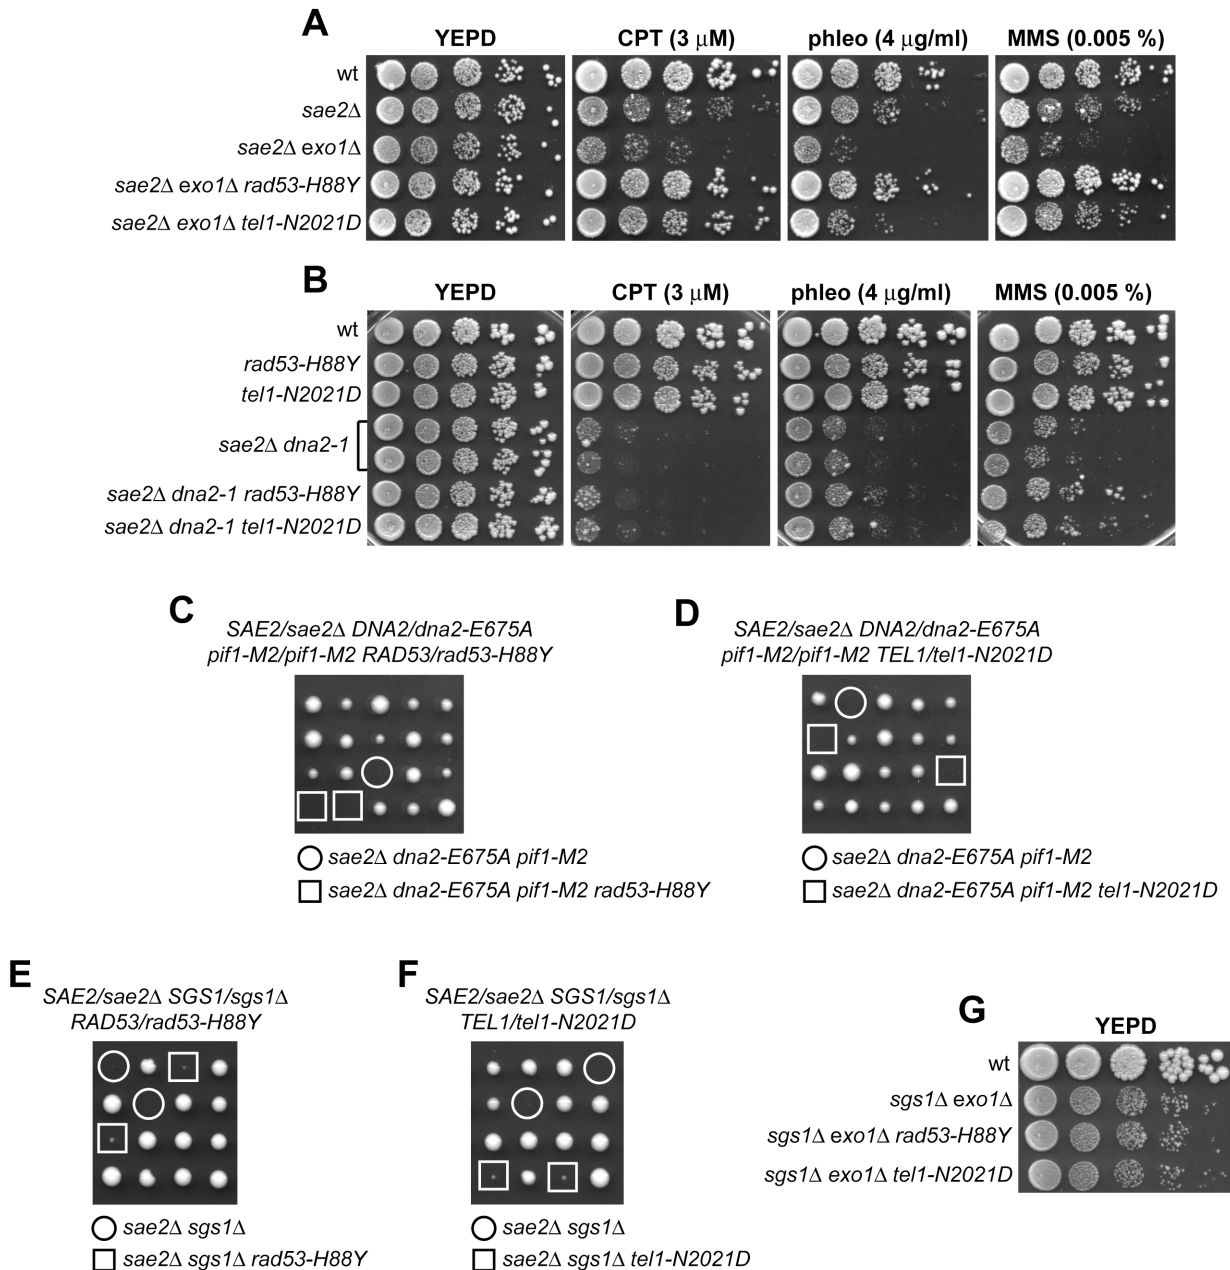 A
YEPD
CPT (3 μM)
phleo (4 μg/ml)
MMS (0.005 %)
wt
sae2Δ
sae2Δ exo1Δ
sae2Δ exo1Δ rad53-H88Y
sae2Δ exo1Δ tel1-N2021D
B
YEPD
CPT (3 μM)
phleo (4 μg/ml)
MMS (0.005 %)
wt
rad53-H88Y
tel1-N2021D
sae2Δ dna2-1
sae2Δ dna2-1 rad53-H88Y
sae2Δ dna2-1 tel1-N2021D
C
SAE2/sae2Δ DNA2/dna2-E675A
pif1-M2/pif1-M2 RAD53/rad53-H88Y
sae2Δ dna2-E675A pif1-M2
sae2Δ dna2-E675A pif1-M2 rad53-H88Y
D
SAE2/sae2Δ DNA2/dna2-E675A
pif1-M2/pif1-M2 TEL1/tel1-N2021D
sae2Δ dna2-E675A pif1-M2
sae2Δ dna2-E675A pif1-M2 tel1-N2021D
E
SAE2/sae2Δ SGS1/sgs1Δ
RAD53/rad53-H88Y
sae2Δ sgs1Δ
sae2Δ sgs1Δ rad53-H88Y
F
SAE2/sae2Δ SGS1/sgs1Δ
TEL1/tel1-N2021D
sae2Δ sgs1Δ
sae2Δ sgs1Δ tel1-N2021D
G
YEPD
wt
sgs1Δ exo1Δ
sgs1Δ exo1Δ rad53-H88Y
sgs1Δ exo1Δ tel1-N2021D